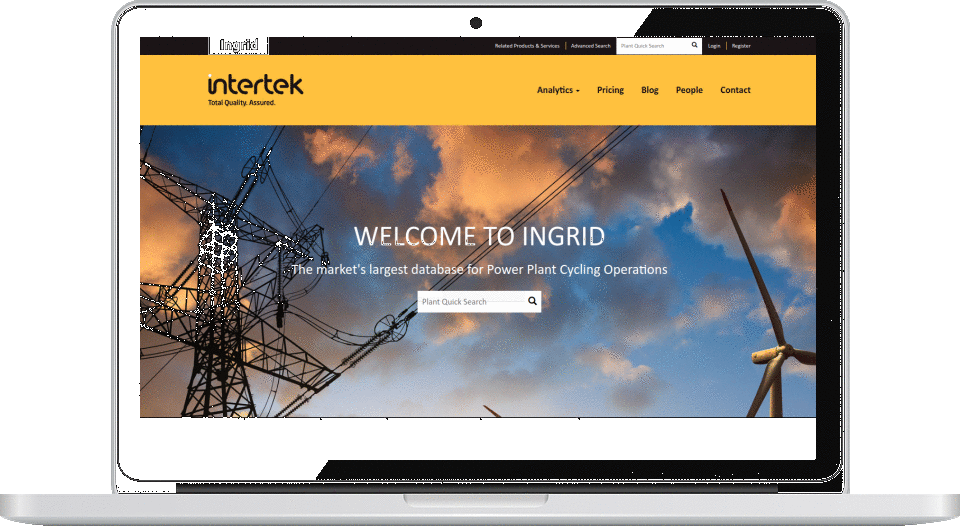 Ingrid
Related Products & Services Advanced Search Plant Quick Search Login Register
intertek
Total Quality. Assured.
Analytics Pricing Blog People Contact
WELCOME TO INGRID
The market's largest database for Power Plant Cycling Operations
Plant Quick Search